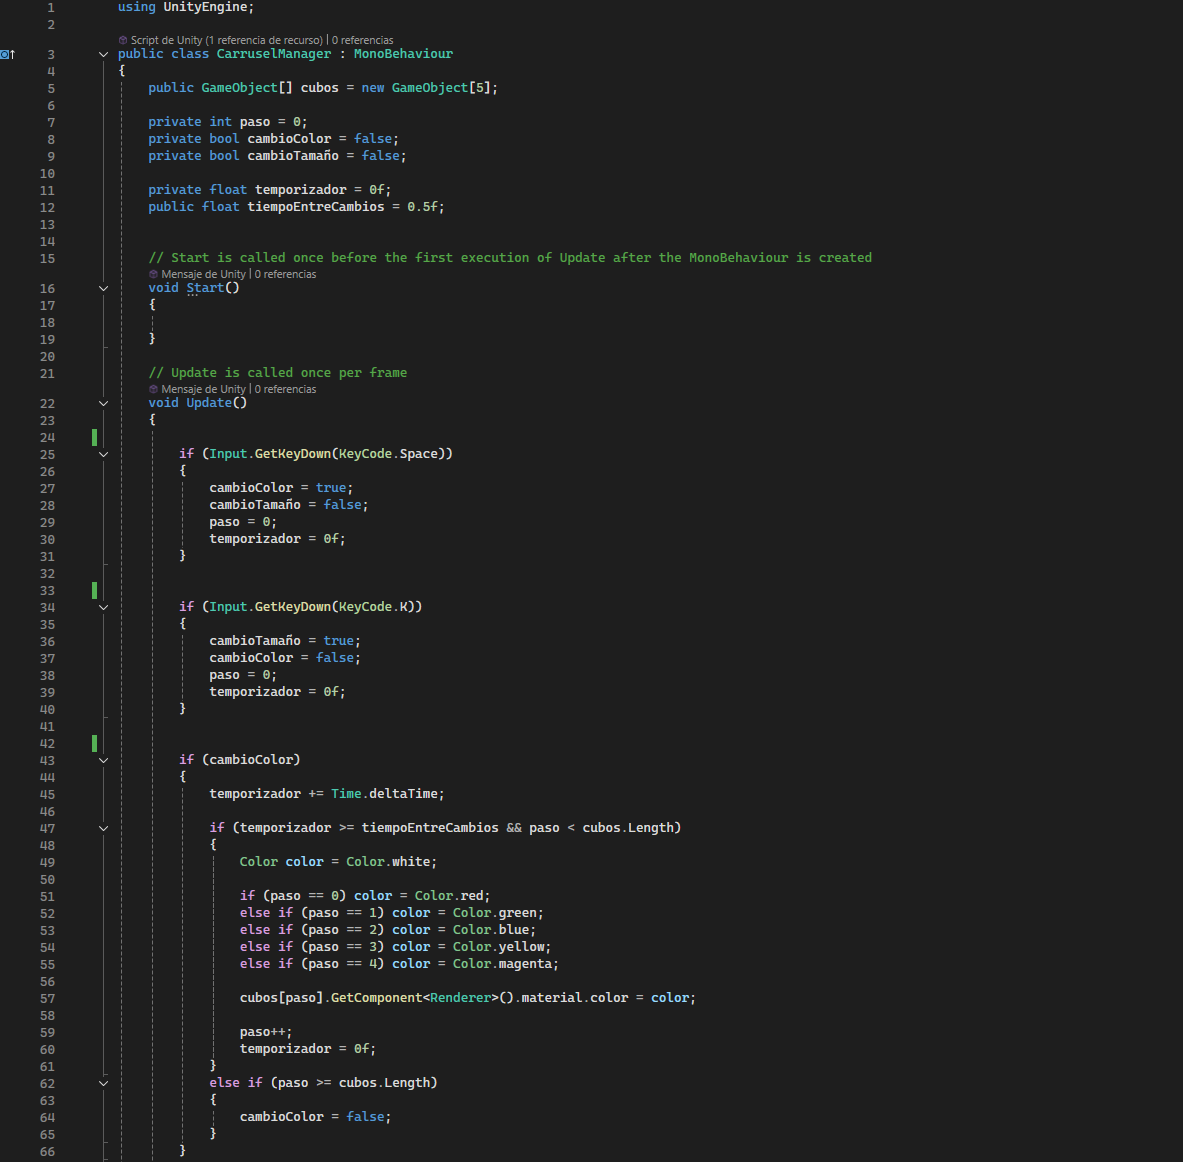 1 using UnityEngine;
2
Script de Unity (1 referencia de recurso) | 0 referencias
3 public class CarruselManager : MonoBehaviour
4 {
5 public GameObject[] cubos = new GameObject[5];
6
7 private int paso = 0;
8 private bool cambioColor = false;
9 private bool cambioTamaño = false;
10
11 private float temporizador = 0f;
12 public float tiempoEntreCambios = 0.5f;
13
14
15 // Start is called once before the first execution of Update after the MonoBehaviour is created
Mensaje de Unity | 0 referencias
16 void Start()
17 {
18
19 }
20
21 // Update is called once per frame
Mensaje de Unity | 0 referencias
22 void Update()
23 {
24
25 if (Input.GetKeyDown(KeyCode.Space))
26 {
27 cambioColor = true;
28 cambioTamaño = false;
29 paso = 0;
30 temporizador = 0f;
31 }
32
33
34 if (Input.GetKeyDown(KeyCode.K))
35 {
36 cambioTamaño = true;
37 cambioColor = false;
38 paso = 0;
39 temporizador = 0f;
40 }
41
42
43 if (cambioColor)
44 {
45 temporizador += Time.deltaTime;
46
47 if (temporizador >= tiempoEntreCambios && paso < cubos.Length)
48 {
49 Color color = Color.white;
50
51 if (paso == 0) color = Color.red;
52 else if (paso == 1) color = Color.green;
53 else if (paso == 2) color = Color.blue;
54 else if (paso == 3) color = Color.yellow;
55 else if (paso == 4) color = Color.magenta;
56
57 cubos[paso].GetComponent<Renderer>().material.color = color;
58
59 paso++;
60 temporizador = 0f;
61 }
62 else if (paso >= cubos.Length)
63 {
64 cambioColor = false;
65 }
66 }